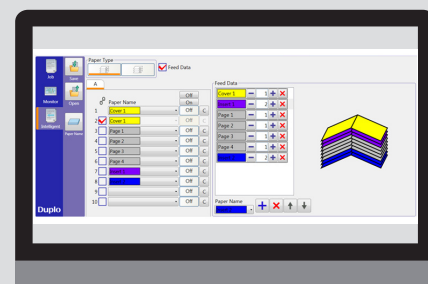 Paper Type
Feed Data
Job
Save
Monitor
Open
Intelligent
Paper Name
Duplo
A
Off
On
Paper Name
1 Cover 1 Off C
2 Cover 1 Off C
3 Page 1 Off C
4 Page 2 Off C
5 Page 3 Off C
6 Page 4 Off C
7 Off C
8 Off C
9 Off C
10 Off C
Feed Data
Cover 1 1
2
Page 1 1
Page 2 1
Page 3 1
Page 4 1
2
Paper Name